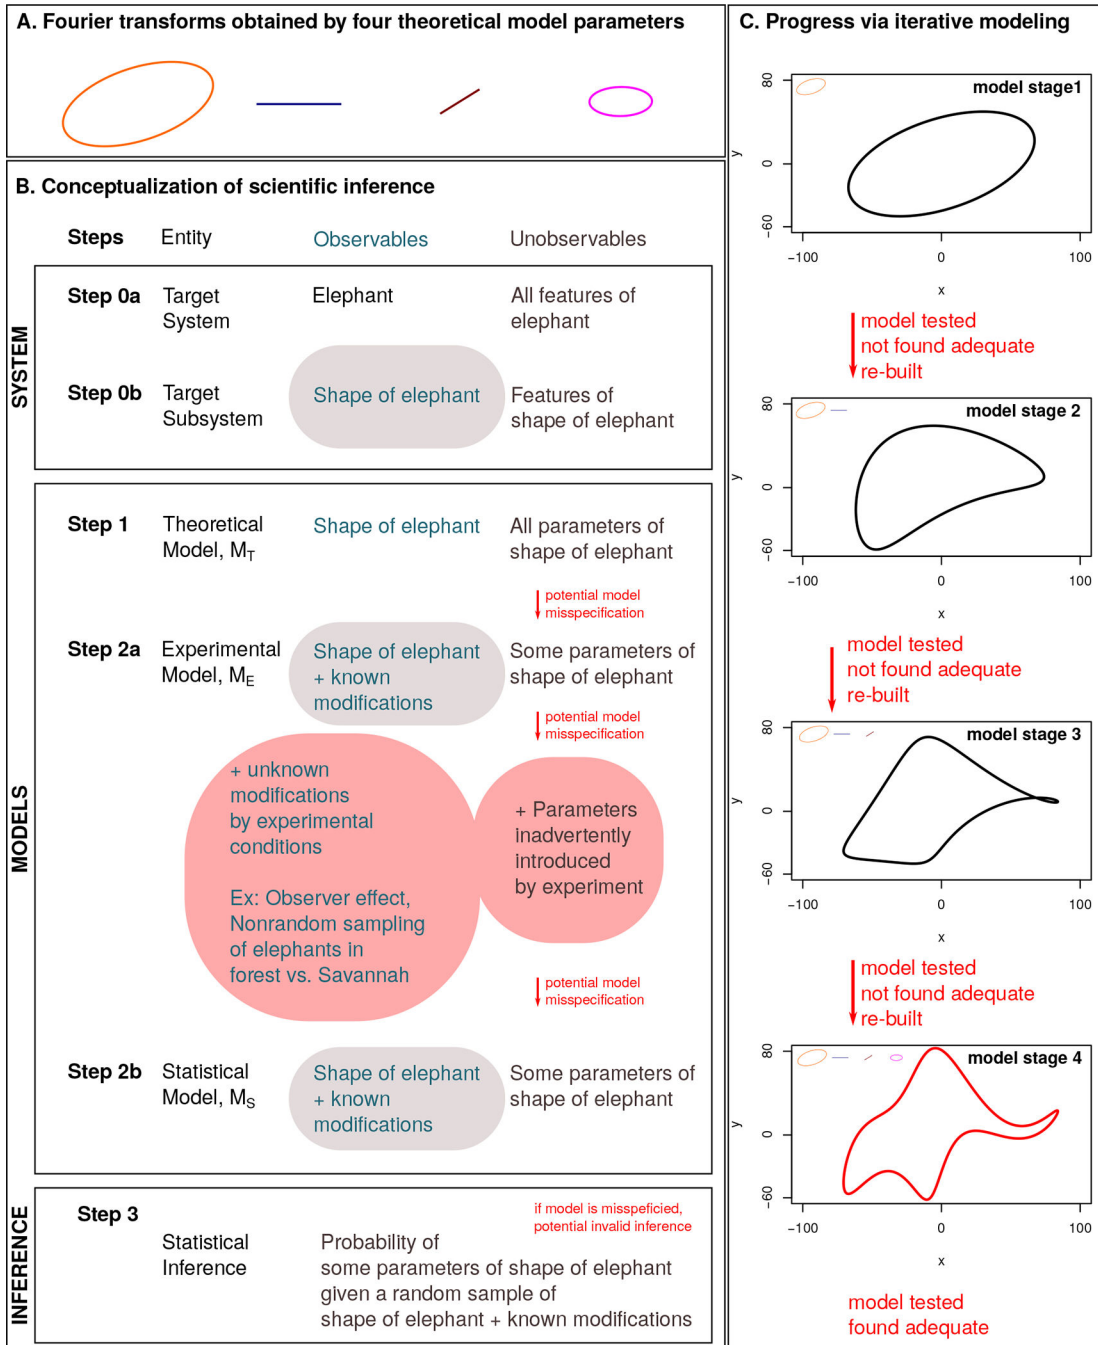 A. Fourier transforms obtained by four theoretical model parameters
B. Conceptualization of scientific inference
Steps Entity Observables Unobservables
SYSTEM
Step 0a Target System Elephant All features of elephant
Step 0b Target Subsystem Shape of elephant Features of shape of elephant
MODELS
Step 1 Theoretical Model, M_T Shape of elephant All parameters of shape of elephant
potential model
misspecification
Step 2a Experimental Model, M_E Shape of elephant + known modifications Some parameters of shape of elephant
potential model
misspecification
+ unknown
modifications
by experimental
conditions
Ex: Observer effect,
Nonrandom sampling
of elephants in
forest vs. Savannah
+ Parameters
inadvertently
introduced
by experiment
potential model
misspecification
Step 2b Statistical Model, M_S Shape of elephant + known modifications Some parameters of shape of elephant
INFERENCE
Step 3
if model is misspeficied,
potential invalid inference
Statistical
Inference
Probability of
some parameters of shape of elephant
given a random sample of
shape of elephant + known modifications
C. Progress via iterative modeling
model stage1
80
0
−60
y
−100 0 100
x
model tested
not found adequate
re-built
model stage 2
80
0
−60
y
−100 0 100
x
model tested
not found adequate
re-built
model stage 3
80
0
−60
y
−100 0 100
x
model tested
not found adequate
re-built
model stage 4
80
0
−60
y
−100 0 100
x
model tested
found adequate